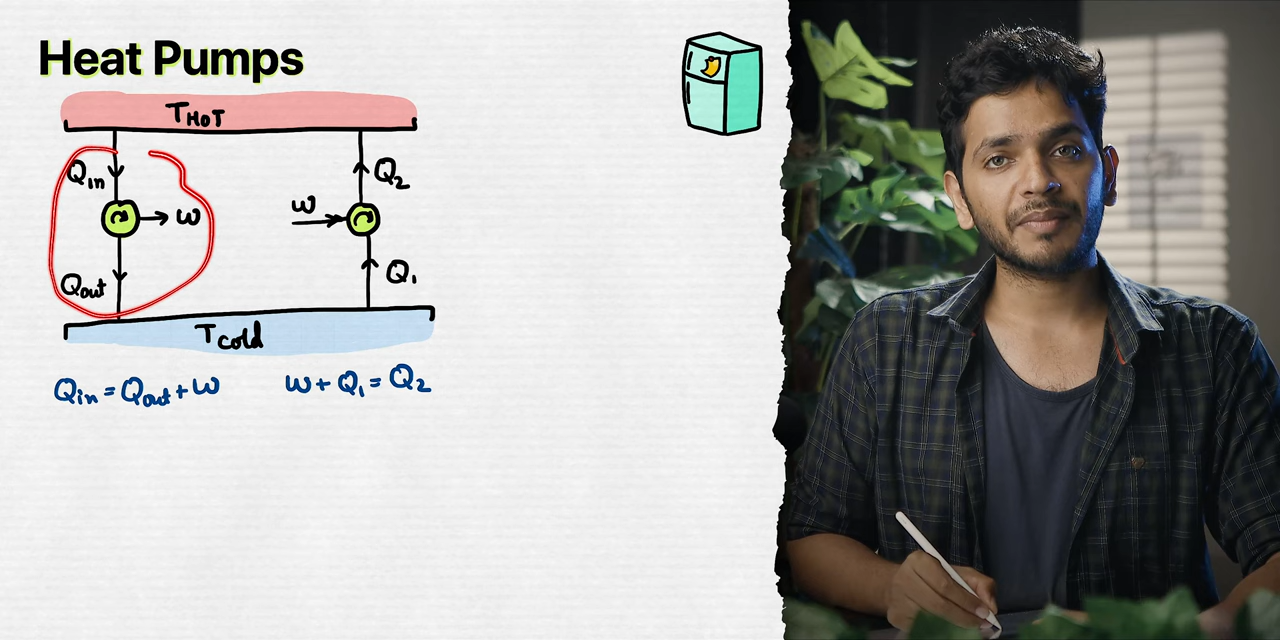 Heat Pumps
THOT
Qin
W
Qout
W
Q2
Q1
Tcold
Qin = Qout + W
W + Q1 = Q2